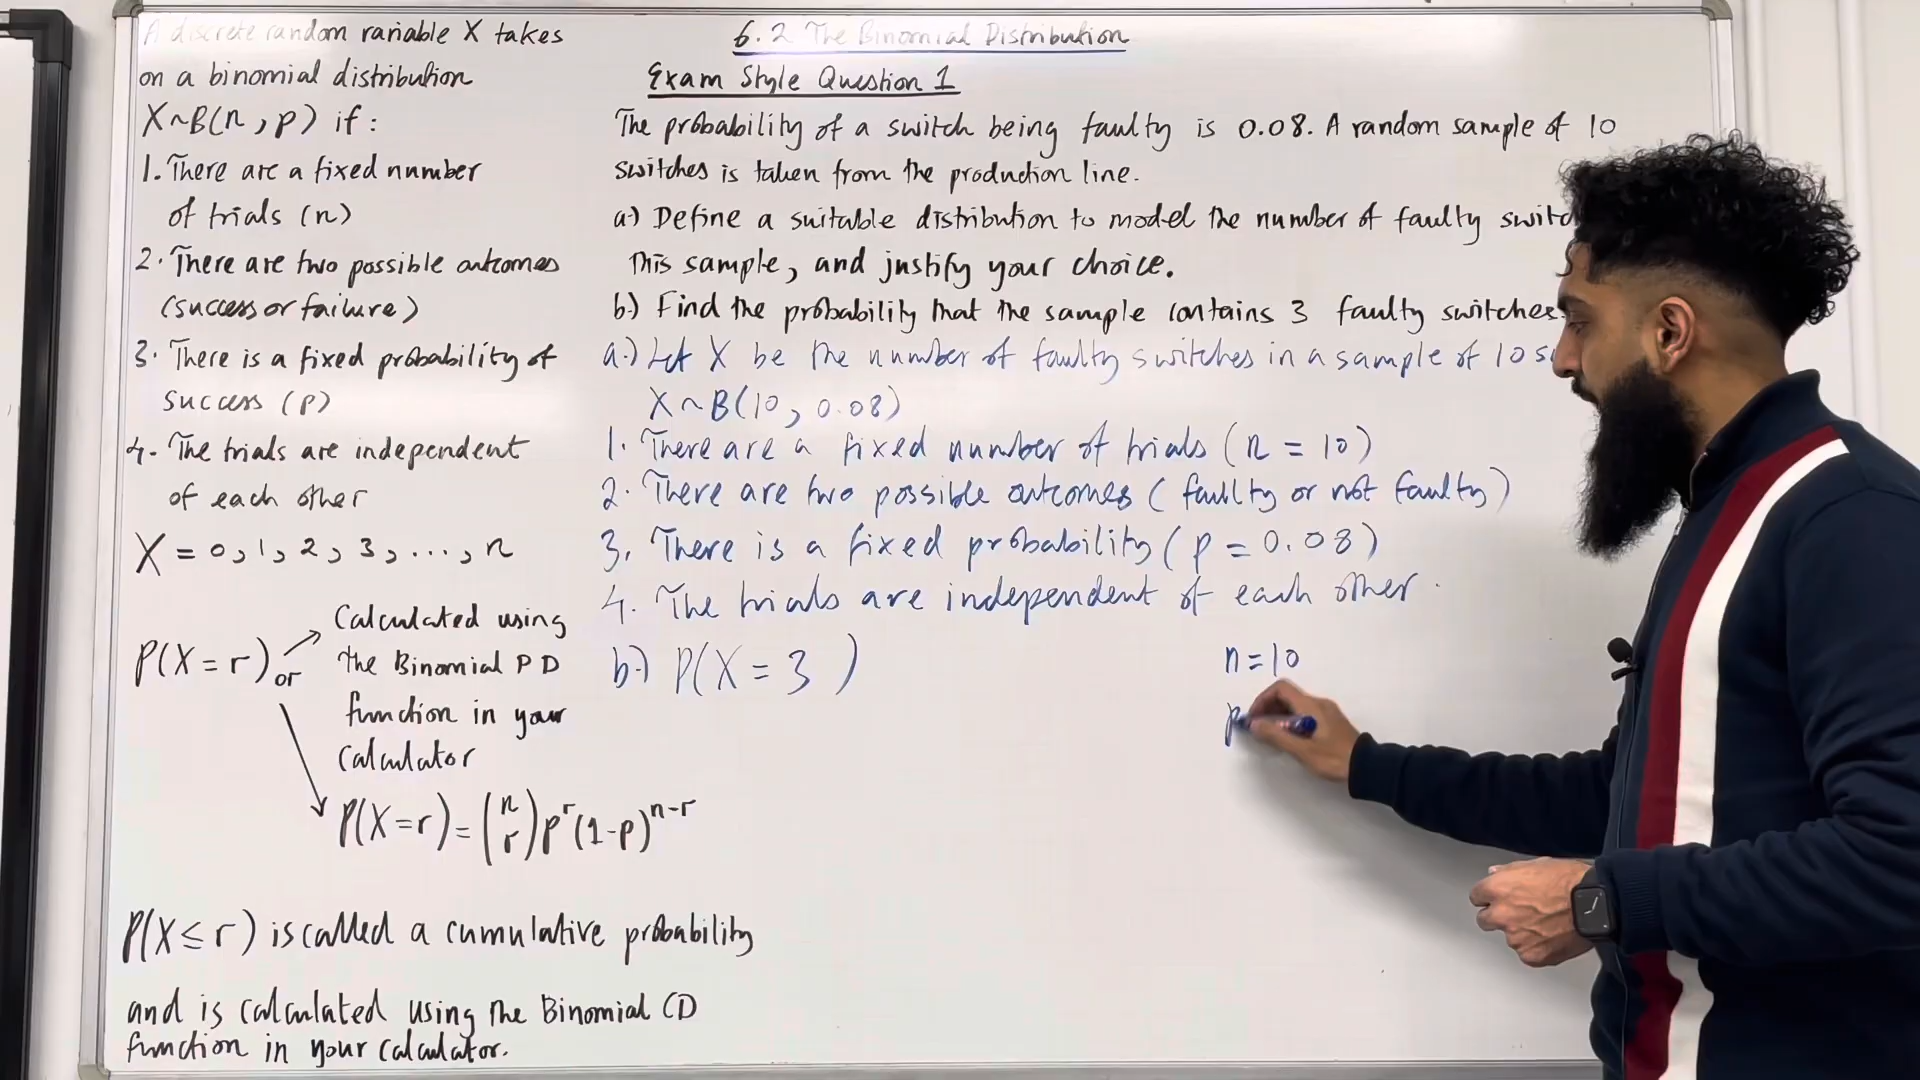 A discrete random variable X takes
on a binomial distribution
X~B(n, p) if:
1. There are a fixed number
of trials (n)
2. There are two possible outcomes
(success or failure)
3. There is a fixed probability of
success (p)
4. The trials are independent
of each other
X = 0, 1, 2, 3, ..., n
P(X = r) or
Calculated using
the Binomial PD
function in your
calculator
P(X=r) = (n r) p^r (1-p)^n-r
P(X ≤ r) is called a cumulative probability
and is calculated using the Binomial CD
function in your calculator.
6.2 The Binomial Distribution
Exam Style Question 1
The probability of a switch being faulty is 0.08. A random sample of 10
switches is taken from the production line.
a.) Define a suitable distribution to model the number of faulty
this sample, and justify your choice.
b.) Find the probability that the sample contains 3 faulty switches
a.) Let X be the number of faulty switches in a sample of 10
X ~ B(10, 0.08)
1. There are a fixed number of trials (n = 10)
2. There are two possible outcomes (faulty or not faulty)
3. There is a fixed probability (p = 0.08)
4. The trials are independent of each other.
b.) P(X = 3 )
n = 10
p